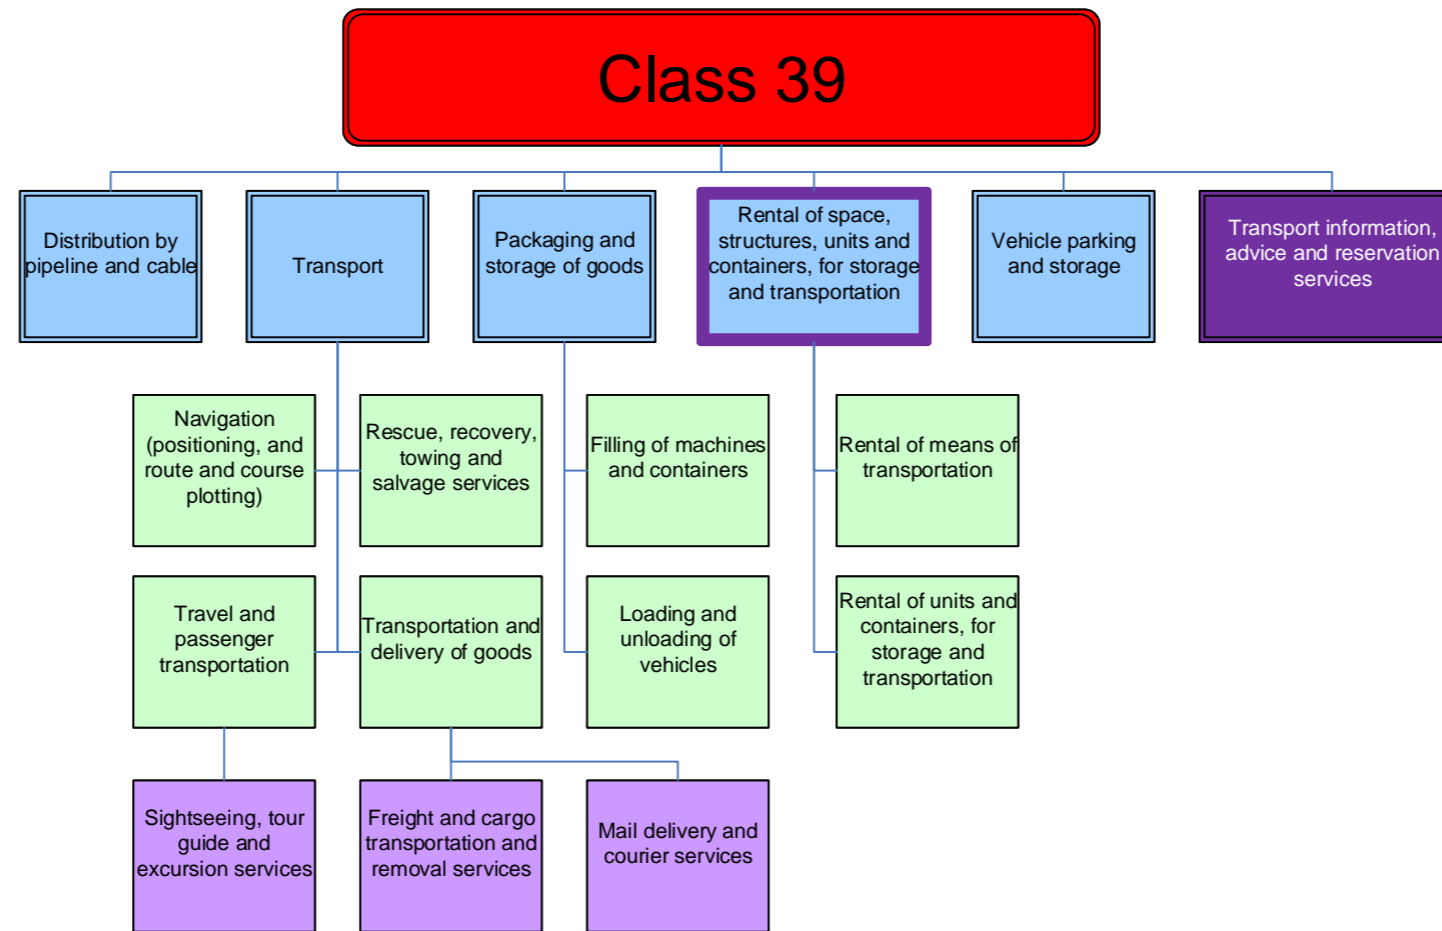 Class 39
Distribution by
pipeline and cable
Transport
Packaging and
storage of goods
Rental of space,
structures, units and
containers, for storage
and transportation
Vehicle parking
and storage
Transport information,
advice and reservation
services
Navigation
(positioning, and
route and course
plotting)
Rescue, recovery,
towing and
salvage services
Filling of machines
and containers
Rental of means of
transportation
Travel and
passenger
transportation
Transportation and
delivery of goods
Loading and
unloading of
vehicles
Rental of units and
containers, for
storage and
transportation
Sightseeing, tour
guide and
excursion services
Freight and cargo
transportation and
removal services
Mail delivery and
courier services